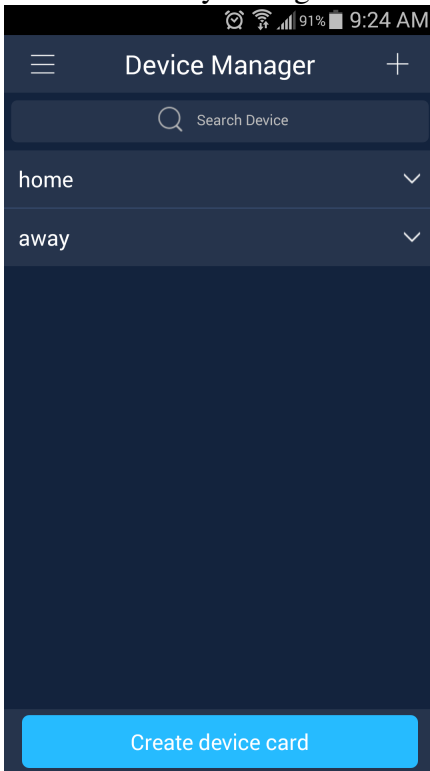 91% 9:24 AM
Device Manager
Search Device
home
away
Create device card